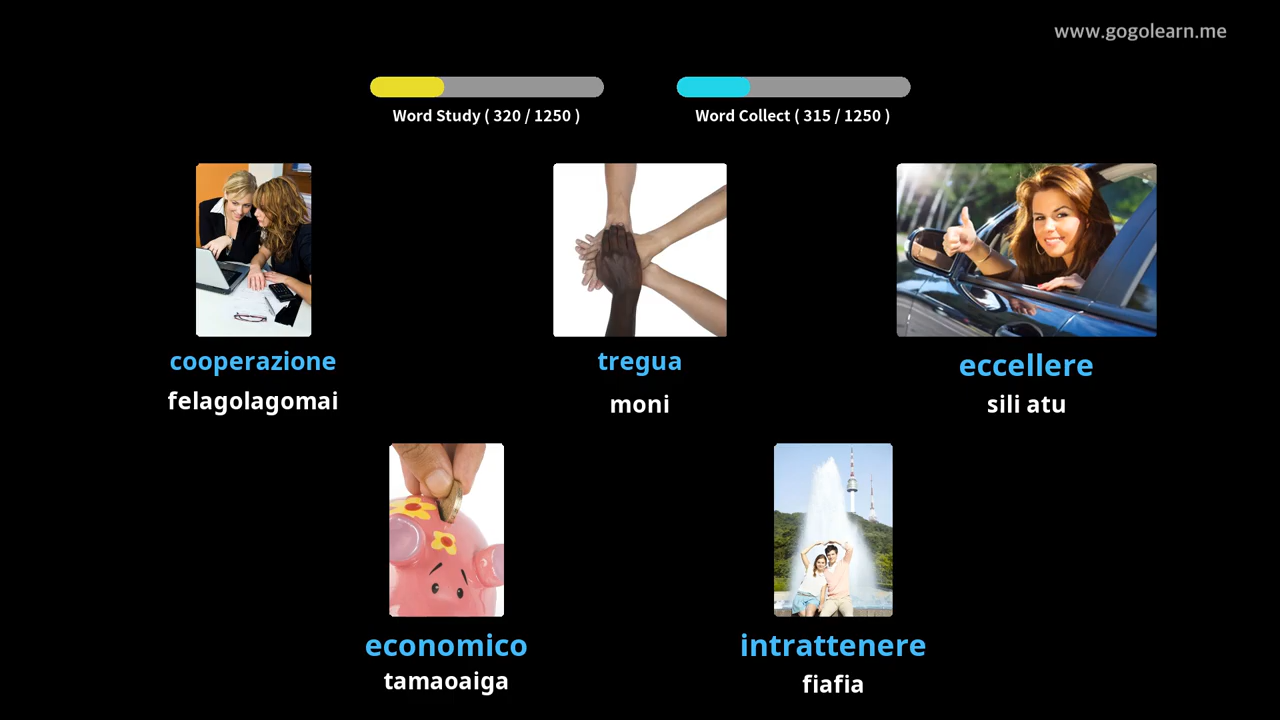 www.gogolearn.me
Word Study ( 320 / 1250 )
Word Collect ( 315 / 1250 )
cooperazione
felagolagomai
tregua
moni
eccellere
sili atu
economico
tamaoaiga
intrattenere
fiafia